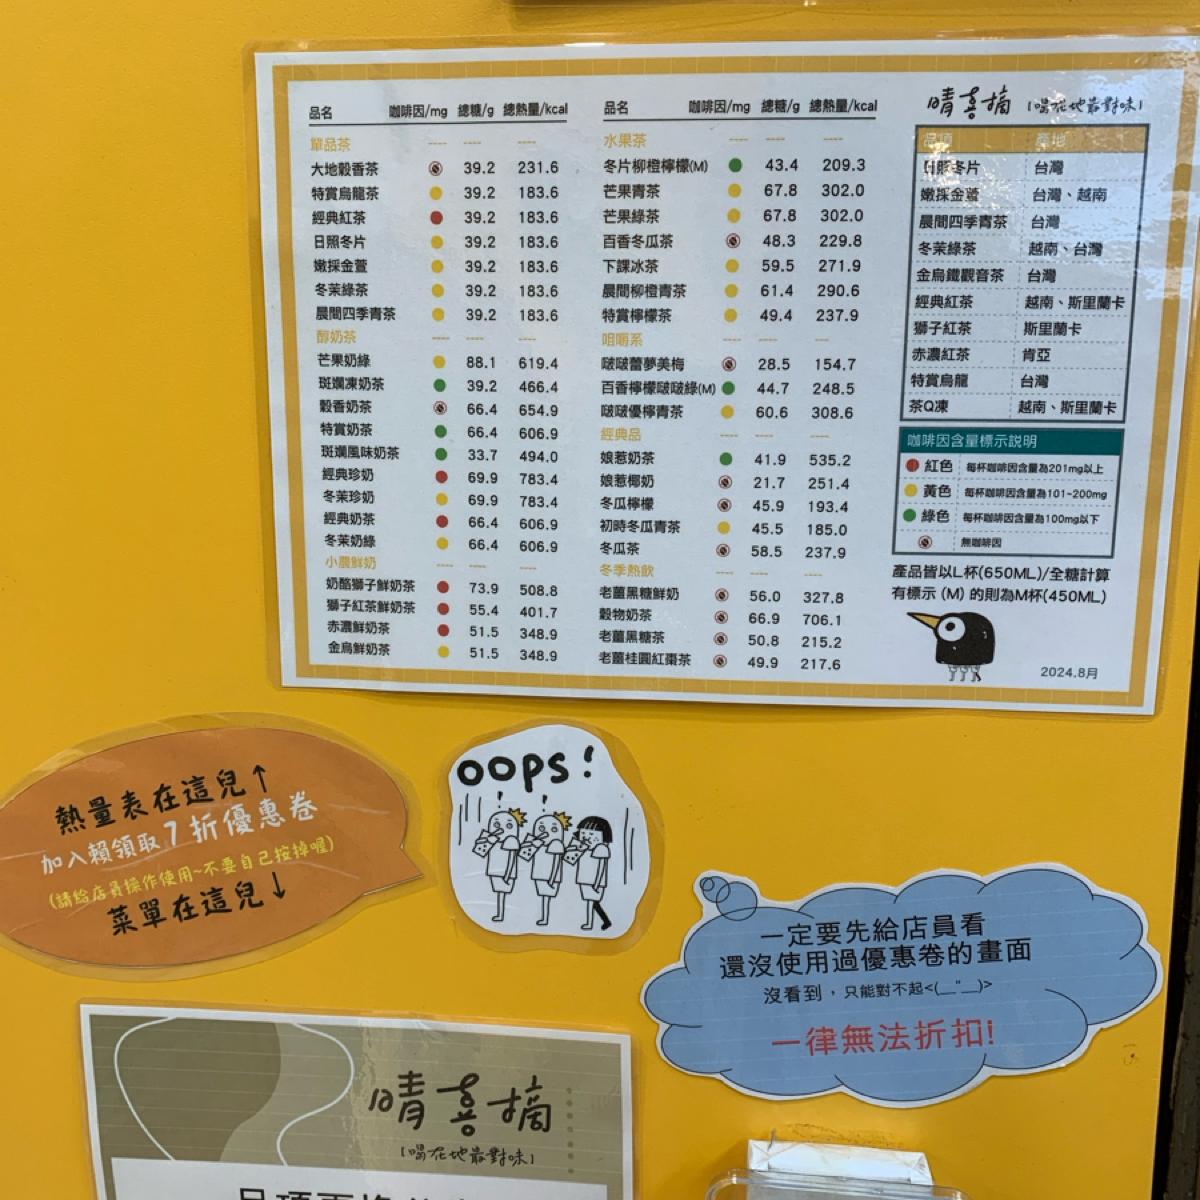 品名 咖啡因/mg 總糖/g 總熱量/kcal
單品茶 ---- ---- ----
大地穀香茶 39.2 231.6
特賞烏龍茶 39.2 183.6
經典紅茶 39.2 183.6
日照冬片 39.2 183.6
嫩採金萱 39.2 183.6
冬茉綠茶 39.2 183.6
晨間四季青茶 39.2 183.6
醇奶茶 ---- ---- ----
芒果奶綠 88.1 619.4
斑斕凍奶茶 39.2 466.4
穀香奶茶 66.4 654.9
特賞奶茶 66.4 606.9
斑斕風味奶茶 33.7 494.0
經典珍奶 69.9 783.4
冬茉珍奶 69.9 783.4
經典奶茶 66.4 606.9
冬茉奶綠 66.4 606.9
小農鮮奶 ---- ---- ----
奶酪獅子鮮奶茶 73.9 508.8
獅子紅茶鮮奶茶 55.4 401.7
赤濃鮮奶茶 51.5 348.9
金烏鮮奶茶 51.5 348.9
品名 咖啡因/mg 總糖/g 總熱量/kcal
水果茶 ---- ---- ----
冬片柳橙檸檬(M) 43.4 209.3
芒果青茶 67.8 302.0
芒果綠茶 67.8 302.0
百香冬瓜茶 48.3 229.8
下課冰茶 59.5 271.9
晨間柳橙青茶 61.4 290.6
特賞檸檬茶 49.4 237.9
咀嚼系 ---- ---- ---
啵啵蕾夢美梅 28.5 154.7
百香檸檬啵啵綠(M) 44.7 248.5
啵啵優檸青茶 60.6 308.6
經典品 ---- ---- ----
娘惹奶茶 41.9 535.2
娘惹椰奶 21.7 251.4
冬瓜檸檬 45.9 193.4
初時冬瓜青茶 45.5 185.0
冬瓜茶 58.5 237.9
冬季熱飲 ---- ---- ----
老薑黑糖鮮奶 56.0 327.8
穀物奶茶 66.9 706.1
老薑黑糖茶 50.8 215.2
老薑桂圓紅棗茶 49.9 217.6
晴喜摘 [喝在地最對味]
品項 產地
日照冬片 台灣
嫩採金萱 台灣、越南
晨間四季青茶 台灣
冬茉綠茶 越南、台灣
金烏鐵觀音茶 台灣
經典紅茶 越南、斯里蘭卡
獅子紅茶 斯里蘭卡
赤濃紅茶 肯亞
特賞烏龍 台灣
茶Q凍 越南、斯里蘭卡
咖啡因含量標示說明
紅色 每杯咖啡因含量為201mg以上
黃色 每杯咖啡因含量為101~200mg
綠色 每杯咖啡因含量為100mg以下
無咖啡因
產品皆以L杯(650ML)/全糖計算
有標示 (M) 的則為M杯(450ML)
2024.8月
熱量表在這兒↑
加入賴領取7折優惠卷
(請給店員操作使用~不要自己按掉喔)
菜單在這兒↓
OOPS!
一定要先給店員看
還沒使用過優惠卷的畫面
沒看到，只能對不起<(__"__)>
一律無法折扣!
晴喜摘
[喝在地最對味]